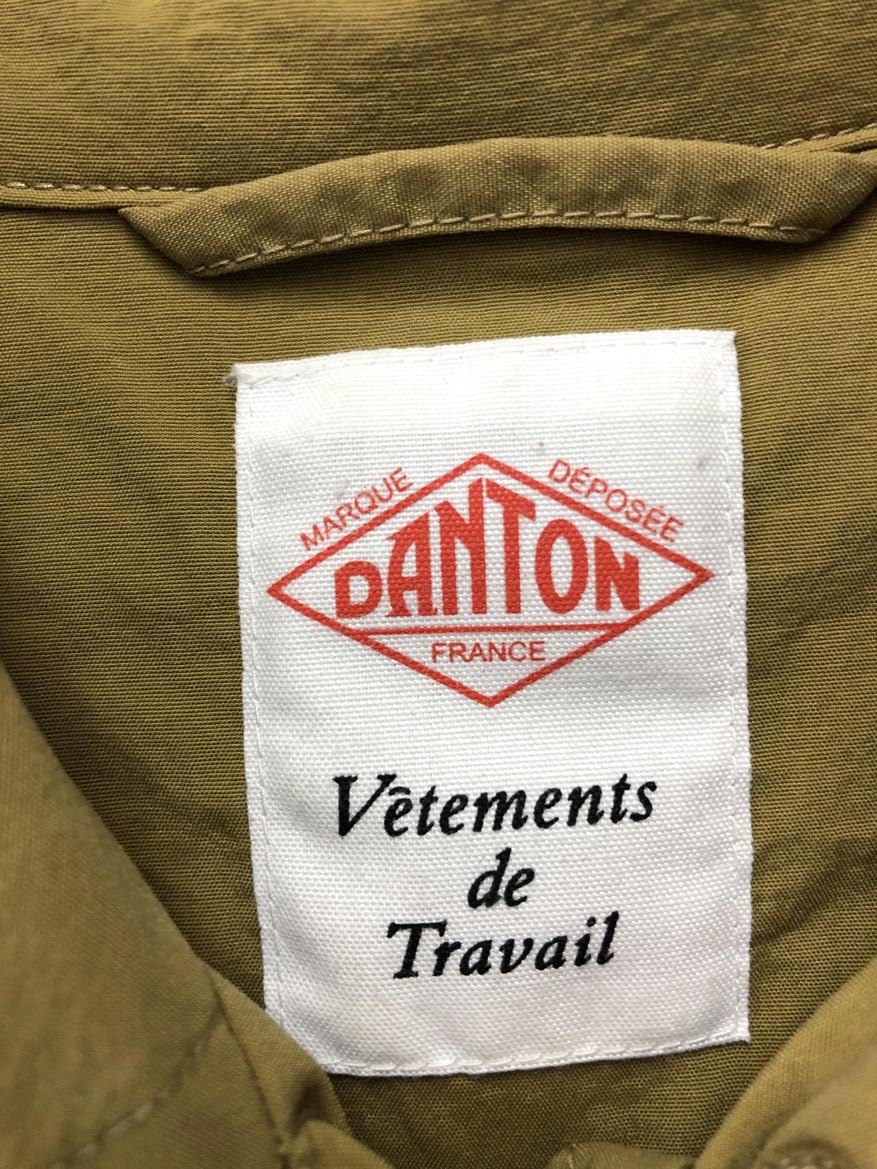 MARQUE DÉPOSÉE
DANTON
FRANCE
Vêtements
de
Travail